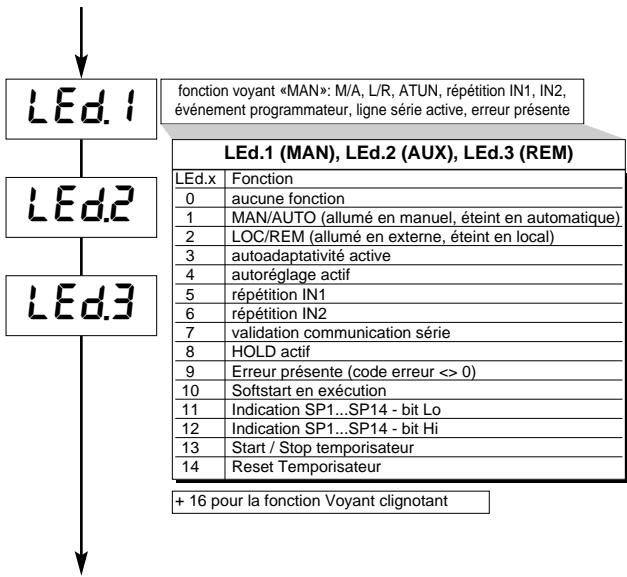 LEd.1
fonction voyant «MAN»: M/A, L/R, ATUN, répétition IN1, IN2,
événement programmateur, ligne série active, erreur présente
LEd.1 (MAN), LEd.2 (AUX), LEd.3 (REM)
LEd.x Fonction
0 aucune fonction
1 MAN/AUTO (allumé en manuel, éteint en automatique)
2 LOC/REM (allumé en externe, éteint en local)
3 autoadaptativité active
4 autoréglage actif
5 répétition IN1
6 répétition IN2
7 validation communication série
8 HOLD actif
9 Erreur présente (code erreur <> 0)
10 Softstart en exécution
11 Indication SP1...SP14 - bit Lo
12 Indication SP1...SP14 - bit Hi
13 Start / Stop temporisateur
14 Reset Temporisateur
+ 16 pour la fonction Voyant clignotant
LEd.2
LEd.3